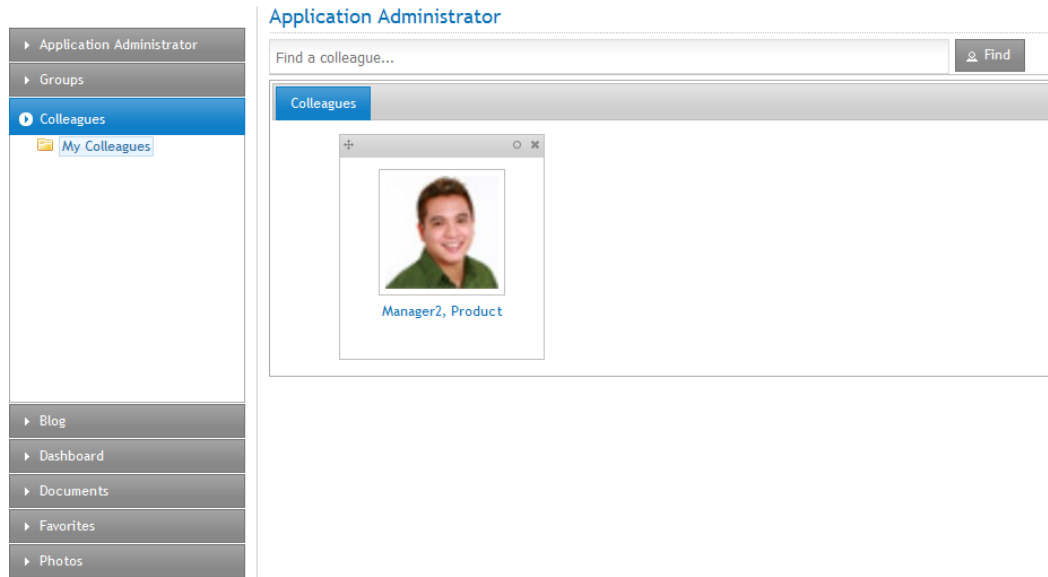 Application Administrator
Groups
Colleagues
My Colleagues
Blog
Dashboard
Documents
Favorites
Photos
Application Administrator
Find a colleague...
Find
Colleagues
Manager2, Product